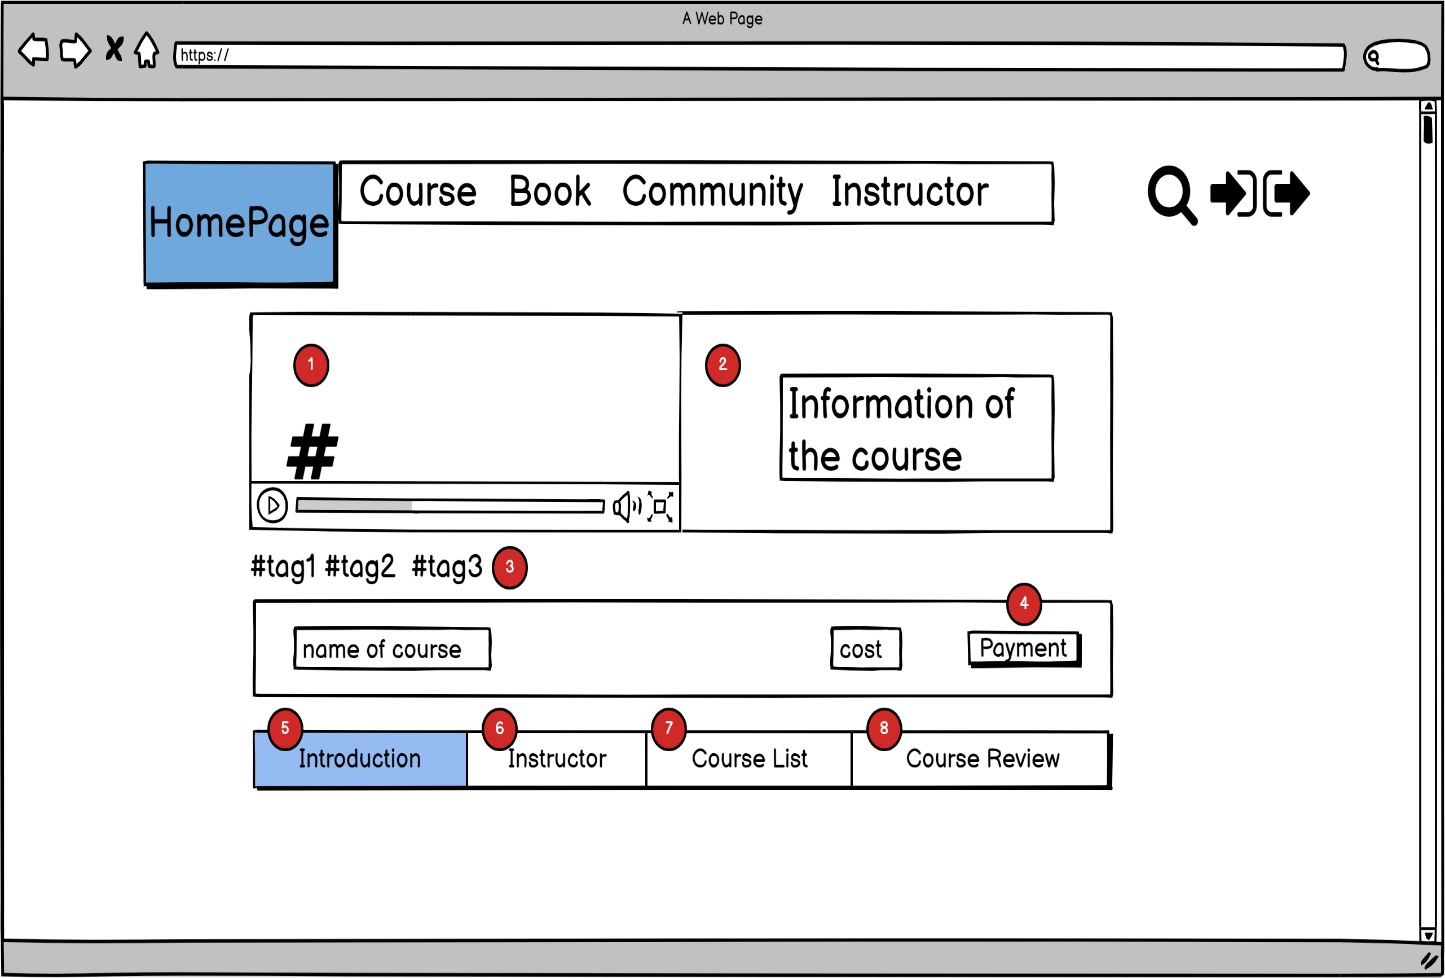 A Web Page
https://
HomePage
Course Book Community Instructor
1
2
Information of
the course
#
#tag1 #tag2 #tag3 3
4
name of course
cost
Payment
5 6 7 8
Introduction Instructor Course List Course Review